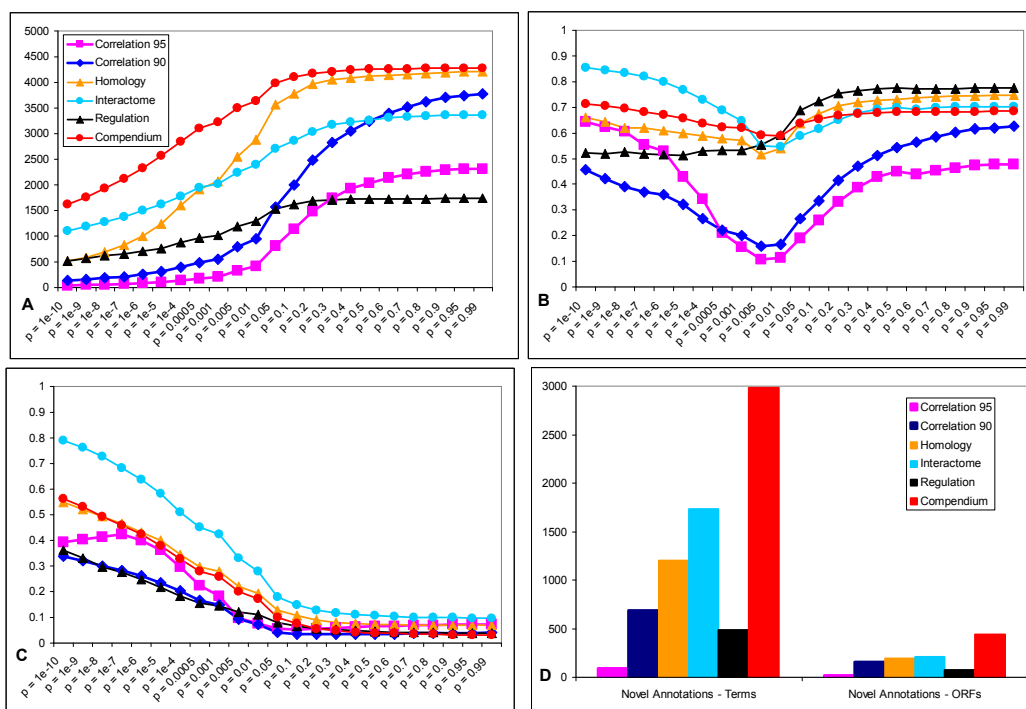 5000
4500
4000
3500
3000
2500
2000
1500
1000
500
0
Correlation 95
Correlation 90
Homology
Interactome
Regulation
Compendium
A
p = 1e-10
p = 1e-9
p = 1e-8
p = 1e-7
p = 1e-6
p = 1e-5
p = 1e-4
p = 0.0005
p = 0.001
p = 0.005
p = 0.01
p = 0.05
p = 0.1
p = 0.2
p = 0.3
p = 0.4
p = 0.5
p = 0.6
p = 0.7
p = 0.8
p = 0.9
p = 0.95
p = 0.99
1
0.9
0.8
0.7
0.6
0.5
0.4
0.3
0.2
0.1
0
B
p = 1e-10
p = 1e-9
p = 1e-8
p = 1e-7
p = 1e-6
p = 1e-5
p = 1e-4
p = 0.0005
p = 0.001
p = 0.005
p = 0.01
p = 0.05
p = 0.1
p = 0.2
p = 0.3
p = 0.4
p = 0.5
p = 0.6
p = 0.7
p = 0.8
p = 0.9
p = 0.95
p = 0.99
1
0.9
0.8
0.7
0.6
0.5
0.4
0.3
0.2
0.1
0
C
p = 1e-10
p = 1e-9
p = 1e-8
p = 1e-7
p = 1e-6
p = 1e-5
p = 1e-4
p = 0.0005
p = 0.001
p = 0.005
p = 0.01
p = 0.05
p = 0.1
p = 0.2
p = 0.3
p = 0.4
p = 0.5
p = 0.6
p = 0.7
p = 0.8
p = 0.9
p = 0.95
p = 0.99
3000
2500
2000
1500
1000
500
0
Correlation 95
Correlation 90
Homology
Interactome
Regulation
Compendium
D
Novel Annotations - Terms
Novel Annotations - ORFs